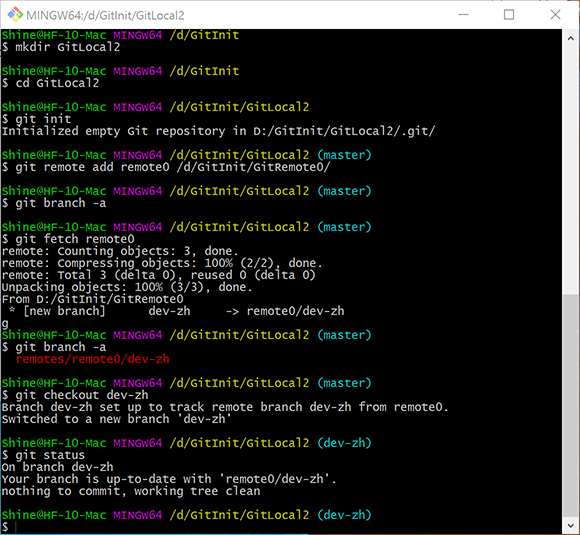 MINGW64:/d/GitInit/GitLocal2
Shine@HF-10-Mac MINGW64 /d/GitInit
$ mkdir GitLocal2
Shine@HF-10-Mac MINGW64 /d/GitInit
$ cd GitLocal2
Shine@HF-10-Mac MINGW64 /d/GitInit/GitLocal2
$ git init
Initialized empty Git repository in D:/GitInit/GitLocal2/.git/
Shine@HF-10-Mac MINGW64 /d/GitInit/GitLocal2 (master)
$ git remote add remote0 /d/GitInit/GitRemote0/
Shine@HF-10-Mac MINGW64 /d/GitInit/GitLocal2 (master)
$ git branch -a
Shine@HF-10-Mac MINGW64 /d/GitInit/GitLocal2 (master)
$ git fetch remote0
remote: Counting objects: 3, done.
remote: Compressing objects: 100% (2/2), done.
remote: Total 3 (delta 0), reused 0 (delta 0)
Unpacking objects: 100% (3/3), done.
From D:/GitInit/GitRemote0
 * [new branch]      dev-zh     -> remote0/dev-zh
g
Shine@HF-10-Mac MINGW64 /d/GitInit/GitLocal2 (master)
$ git branch -a
  remotes/remote0/dev-zh
Shine@HF-10-Mac MINGW64 /d/GitInit/GitLocal2 (master)
$ git checkout dev-zh
Branch dev-zh set up to track remote branch dev-zh from remote0.
Switched to a new branch 'dev-zh'
Shine@HF-10-Mac MINGW64 /d/GitInit/GitLocal2 (dev-zh)
$ git status
On branch dev-zh
Your branch is up-to-date with 'remote0/dev-zh'.
nothing to commit, working tree clean
Shine@HF-10-Mac MINGW64 /d/GitInit/GitLocal2 (dev-zh)
$